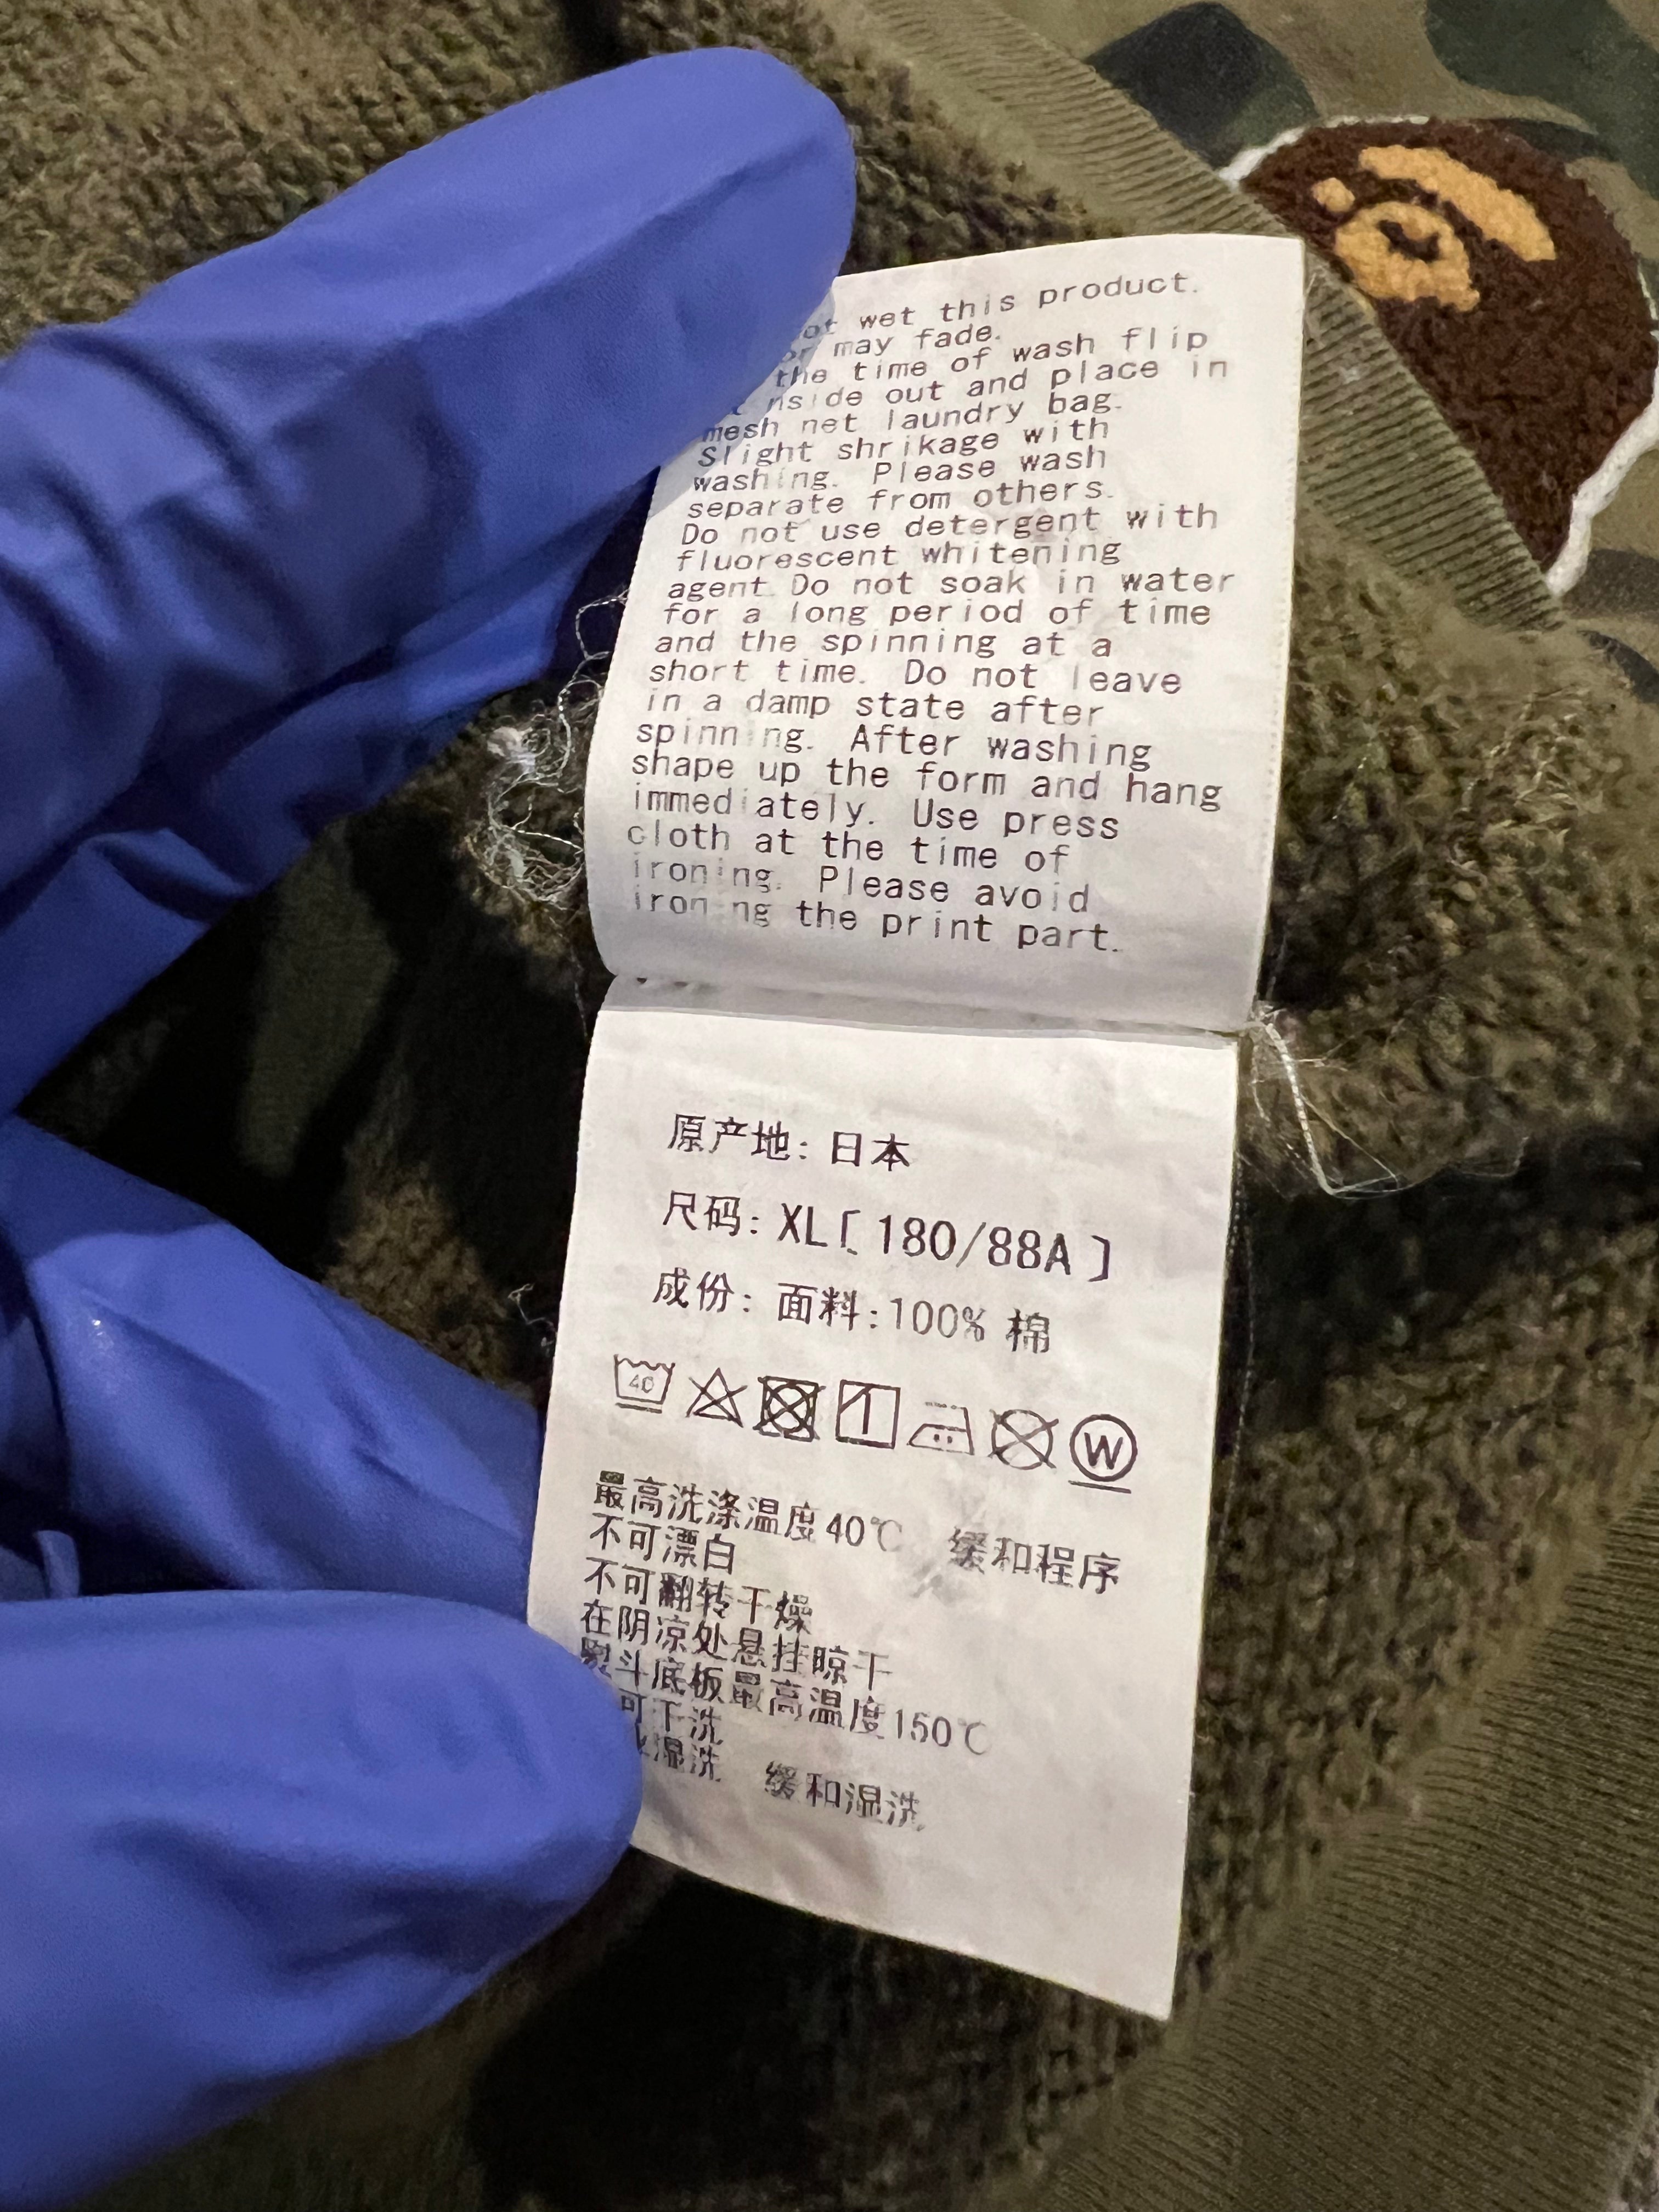 wet this product.
may fade.
the time of wash flip
out and place in
mesh net laundry bag.
Slight shrikage with
washing. Please wash
separate from others.
Do not use detergent with
fluorescent whitening
agent. Do not soak in water
for a long period of time
and the spinning at a
short time. Do not leave
in a damp state after
spinning. After washing
shape up the form and hang
immediately. Use press
cloth at the time of
ironing. Please avoid
ironing the print part.
原产地: 日本
尺码: XL[ 180/88A ]
成份: 面料:100% 棉
40 W
最高洗涤温度40℃ 缓和程序
不可漂白
不可翻转干燥
在阴凉处悬挂晾干
熨斗底板最高温度150℃
可干洗
湿洗 缓和湿洗